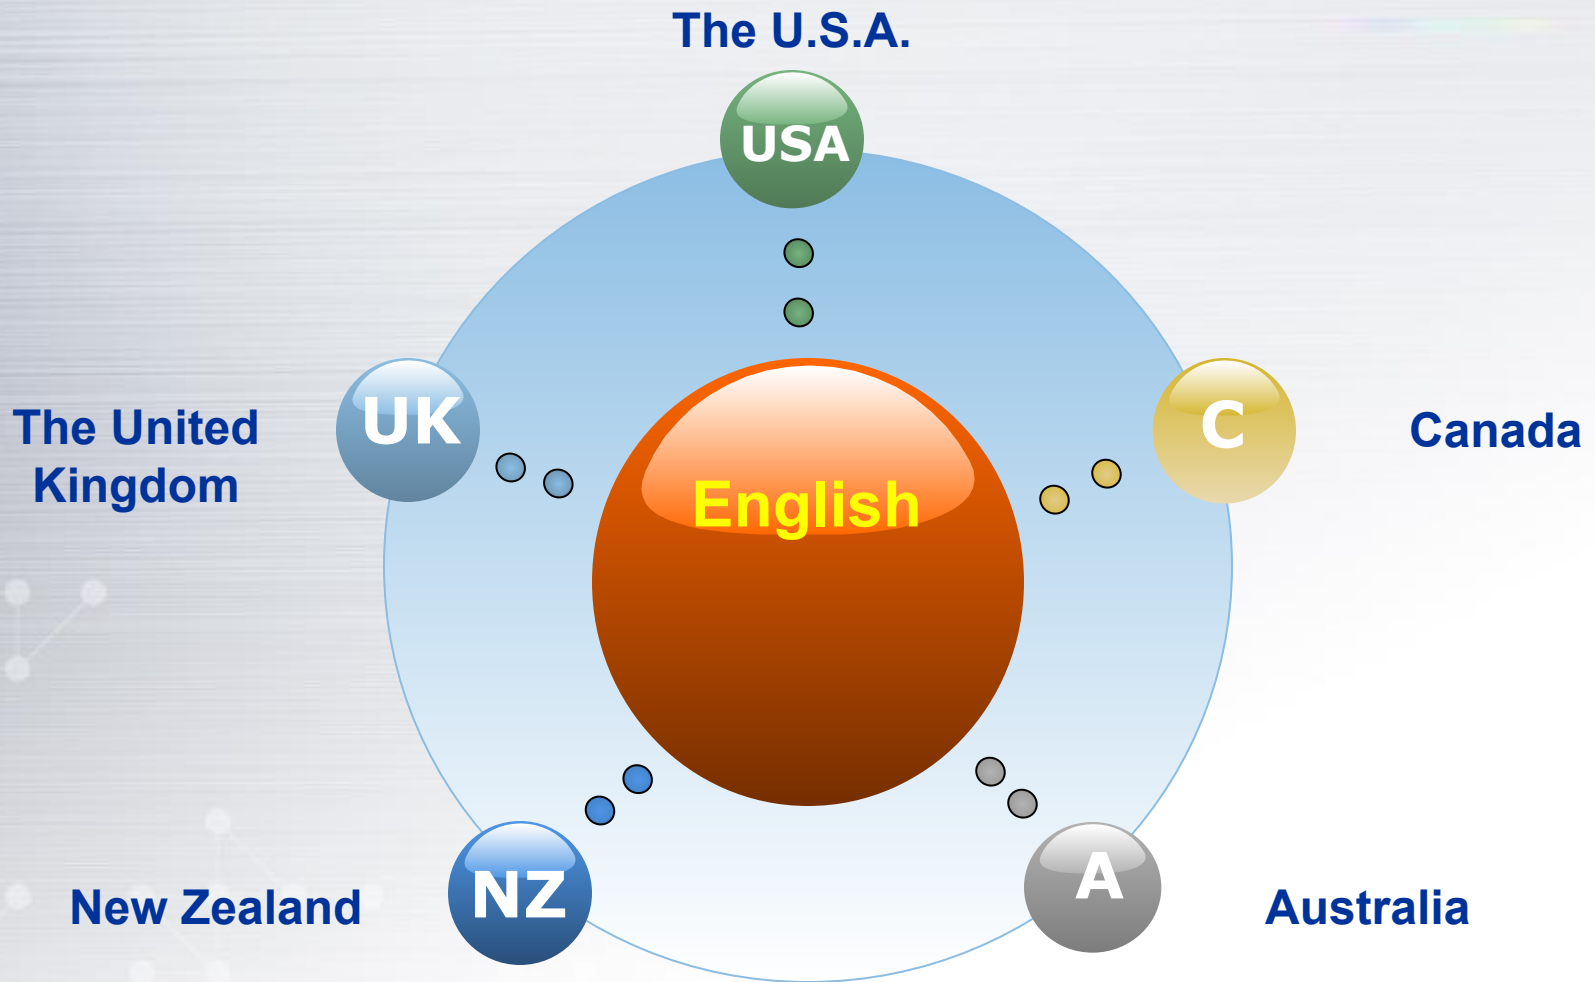 The U.S.A.
USA
UK
The United
Kingdom
C
Canada
English
NZ
New Zealand
A
Australia